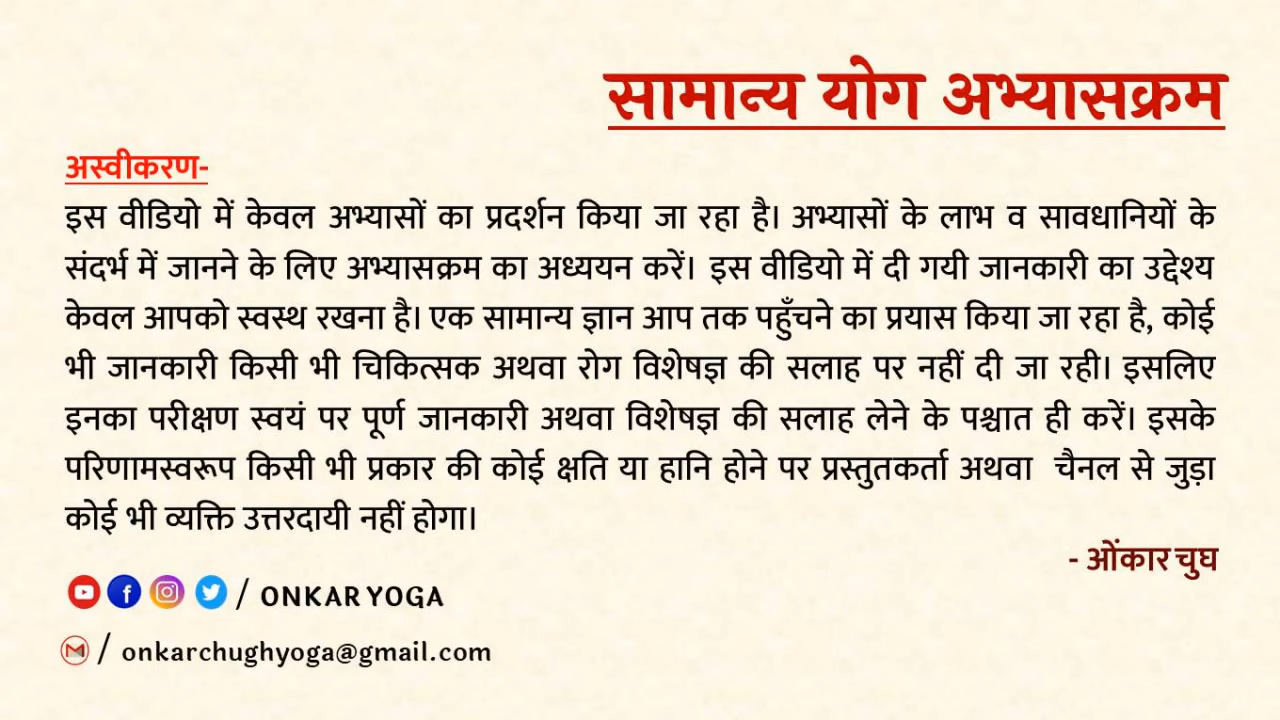 सामान्य योग अभ्यासक्रम
अस्वीकरण-
इस वीडियो में केवल अभ्यासों का प्रदर्शन किया जा रहा है। अभ्यासों के लाभ व सावधानियों के
संदर्भ में जानने के लिए अभ्यासक्रम का अध्ययन करें। इस वीडियो में दी गयी जानकारी का उद्देश्य
केवल आपको स्वस्थ रखना है। एक सामान्य ज्ञान आप तक पहुँचने का प्रयास किया जा रहा है, कोई
भी जानकारी किसी भी चिकित्सक अथवा रोग विशेषज्ञ की सलाह पर नहीं दी जा रही। इसलिए
इनका परीक्षण स्वयं पर पूर्ण जानकारी अथवा विशेषज्ञ की सलाह लेने के पश्चात ही करें। इसके
परिणामस्वरूप किसी भी प्रकार की कोई क्षति या हानि होने पर प्रस्तुतकर्ता अथवा चैनल से जुड़ा
कोई भी व्यक्ति उत्तरदायी नहीं होगा।
- ओंकार चुघ
/ ONKAR YOGA
/ onkarchughyoga@gmail.com